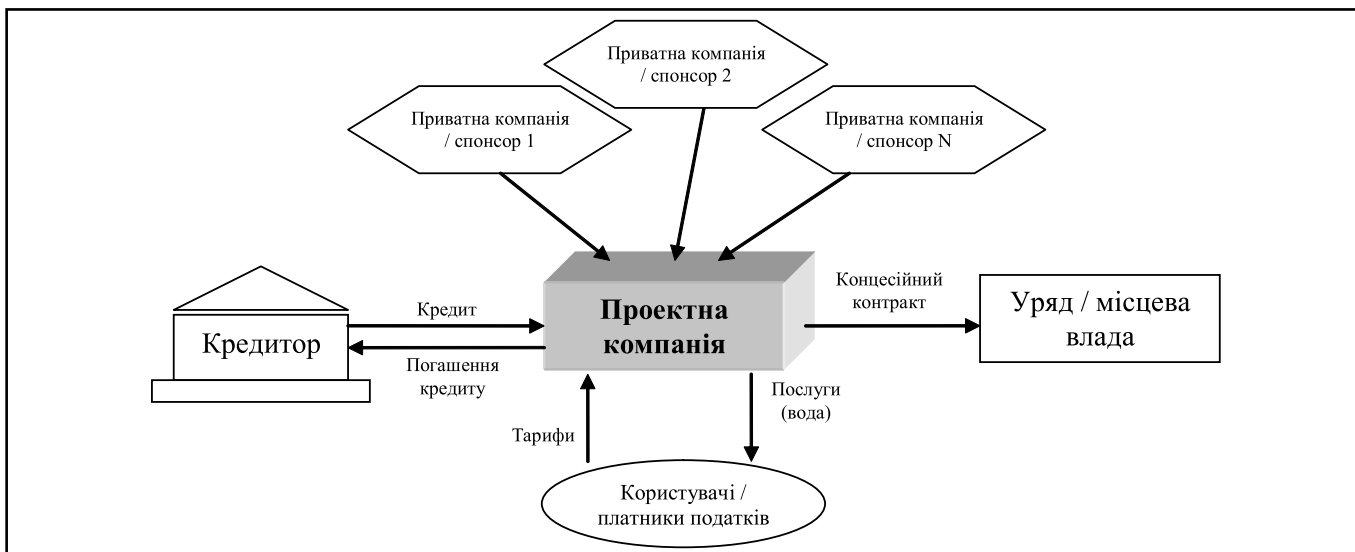 Приватна компанія
/ спонсор 2
Приватна компанія
/ спонсор 1
Приватна компанія
/ спонсор N
Кредитор
Кредит
Погашення
кредиту
Проектна
компанія
Концесійний
контракт
Уряд / місцева
влада
Тарифи
Послуги
(вода)
Користувачі /
платники податків